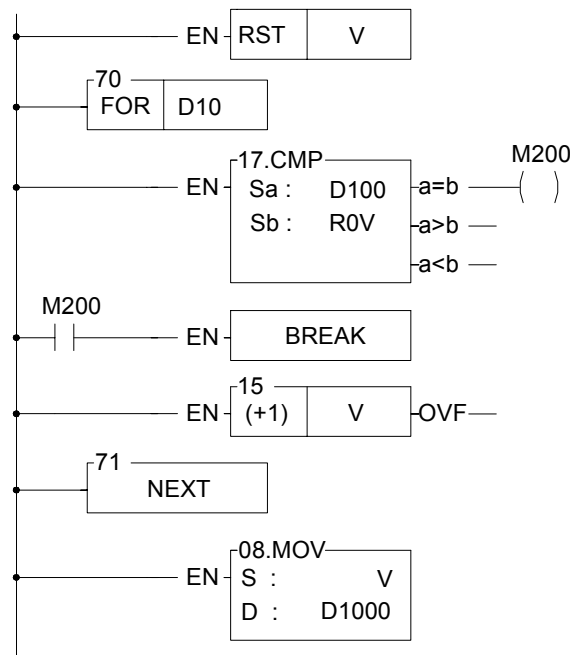 EN RST V
70
FOR D10
17.CMP M200
EN Sa : D100 a=b
Sb : R0V a>b
a<b
M200
EN BREAK
15
EN (+1) V OVF
71
NEXT
08.MOV
EN S : V
D : D1000